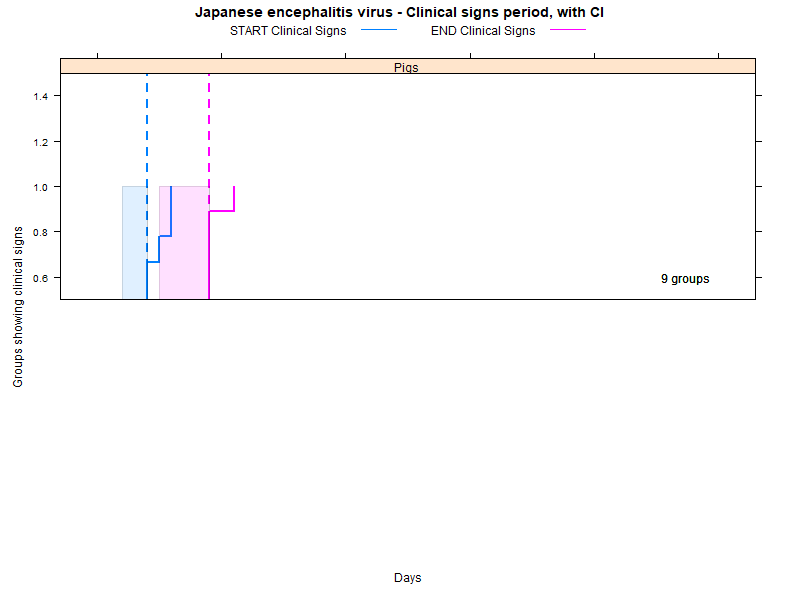 Japanese encephalitis virus - Clinical signs period, with CI
START Clinical Signs END Clinical Signs
Pigs
1.4
1.2
1.0
0.8
0.6
9 groups
Groups showing clinical signs
Days